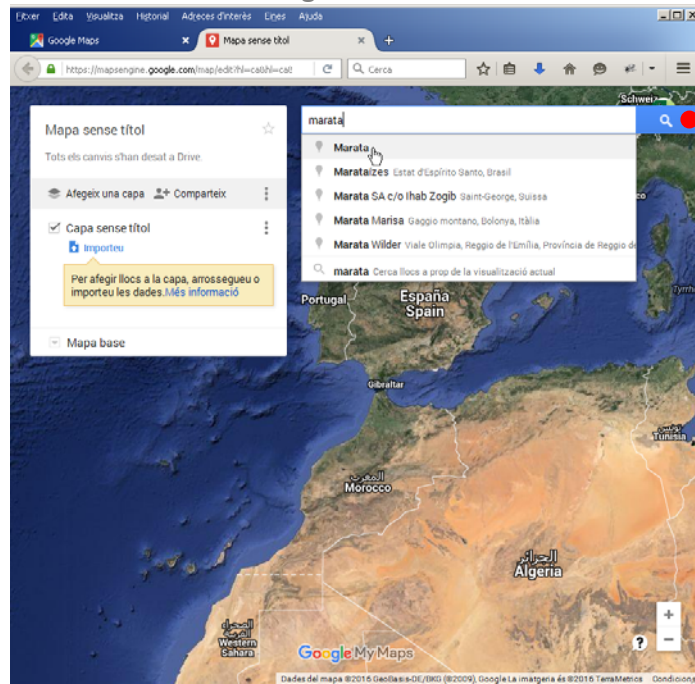 Fitxer Edita Visualitza Historial Adreces d'interès Eines Ajuda
Google Maps
Mapa sense títol
https://mapsengine.google.com/map/edit?hl=ca&hl=ca&
Cerca
Schweiz
Mapa sense títol
Tots els canvis s'han desat a Drive.
Afegeix una capa Comparteix
Capa sense títol
Importeu
Per afegir llocs a la capa, arrossegueu o
importeu les dades.Més informació
Mapa base
marata
Marata
Marataízes Estat d'Espírito Santo, Brasil
Marata SA c/o Ihab Zogib Saint-George, Suïssa
Marata Marisa Gaggio montano, Bolonya, Itàlia
Marata Wilder Viale Olimpia, Reggio de l'Emília, Província de Reggio de
marata Cerca llocs a prop de la visualització actual
Portugal
España
Spain
Tyrrh
Gibraltar
تونس
Tunisia
المغرب
Morocco
الجزائر
Algeria
الصحراء
الغربية
Western
Sahara
+
?
−
Google My Maps
Dades del mapa ©2016 GeoBasis-DE/BKG (©2009), Google La imatgeria és ©2016 TerraMetrics Condicions